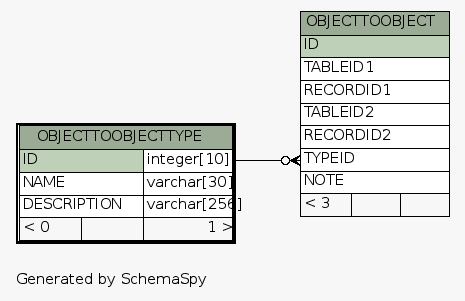 OBJECTTOOBJECT
ID
TABLEID1
RECORDID1
TABLEID2
RECORDID2
TYPEID
NOTE
< 3
OBJECTTOOBJECTTYPE
ID integer[10]
NAME varchar[30]
DESCRIPTION varchar[256]
< 0 1 >
Generated by SchemaSpy